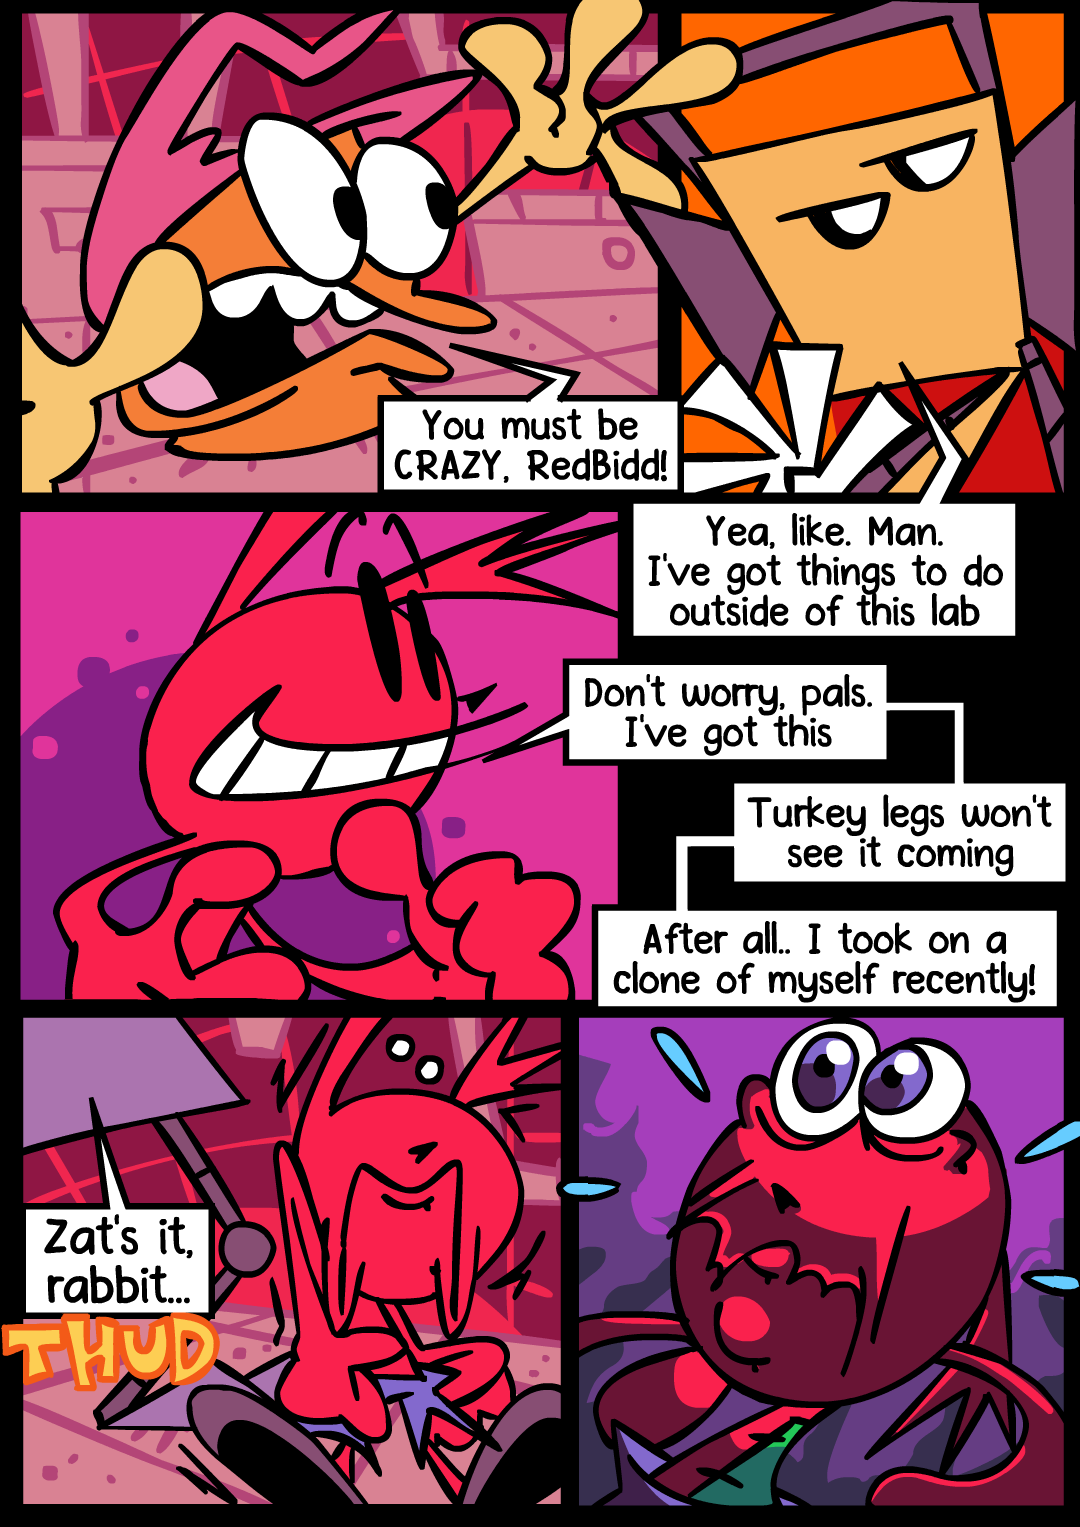 You must be
CRAZY, RedBidd!
Yea, like. Man.
I've got things to do
outside of this lab
Don't worry, pals.
I've got this
Turkey legs won't
see it coming
After all.. I took on a
clone of myself recently!
Zat's it,
rabbit...
THUD